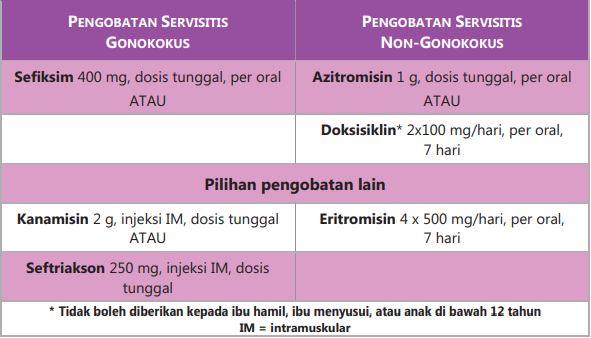 PENGOBATAN SERVISITIS
GONOKOKUS
PENGOBATAN SERVISITIS
NON-GONOKOKUS
Sefiksim 400 mg, dosis tunggal, per oral
ATAU
Azitromisin 1 g, dosis tunggal, per oral
ATAU
Doksisiklin* 2x100 mg/hari, per oral,
7 hari
Pilihan pengobatan lain
Kanamisin 2 g, injeksi IM, dosis tunggal
ATAU
Eritromisin 4 x 500 mg/hari, per oral,
7 hari
Seftriakson 250 mg, injeksi IM, dosis
tunggal
* Tidak boleh diberikan kepada ibu hamil, ibu menyusui, atau anak di bawah 12 tahun
IM = intramuskular